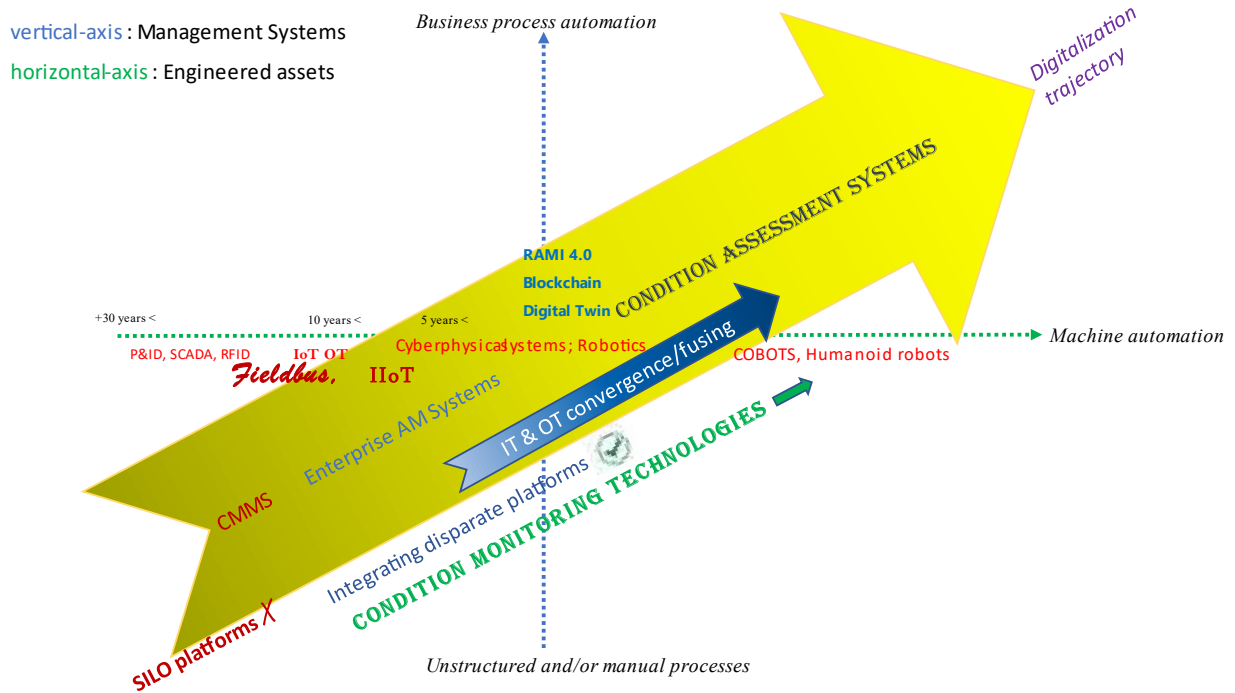 Business process automation
vertical-axis : Management Systems
horizontal-axis : Engineered assets
Digitalization
trajectory
CONDITION ASSESSMENT SYSTEMS
RAMI 4.0
Blockchain
Digital Twin
+30 years <
10 years <
5 years <
Machine automation
P&ID, SCADA, RFID
IoT OT
Cyberphysicalsystems; Robotics
COBOTS, Humanoid robots
Fieldbus,
IIoT
IT & OT convergence/fusing
Enterprise AM Systems
CMMS
Integrating disparate platforms
CONDITION MONITORING TECHNOLOGIES
SILO platforms X
Unstructured and/or manual processes